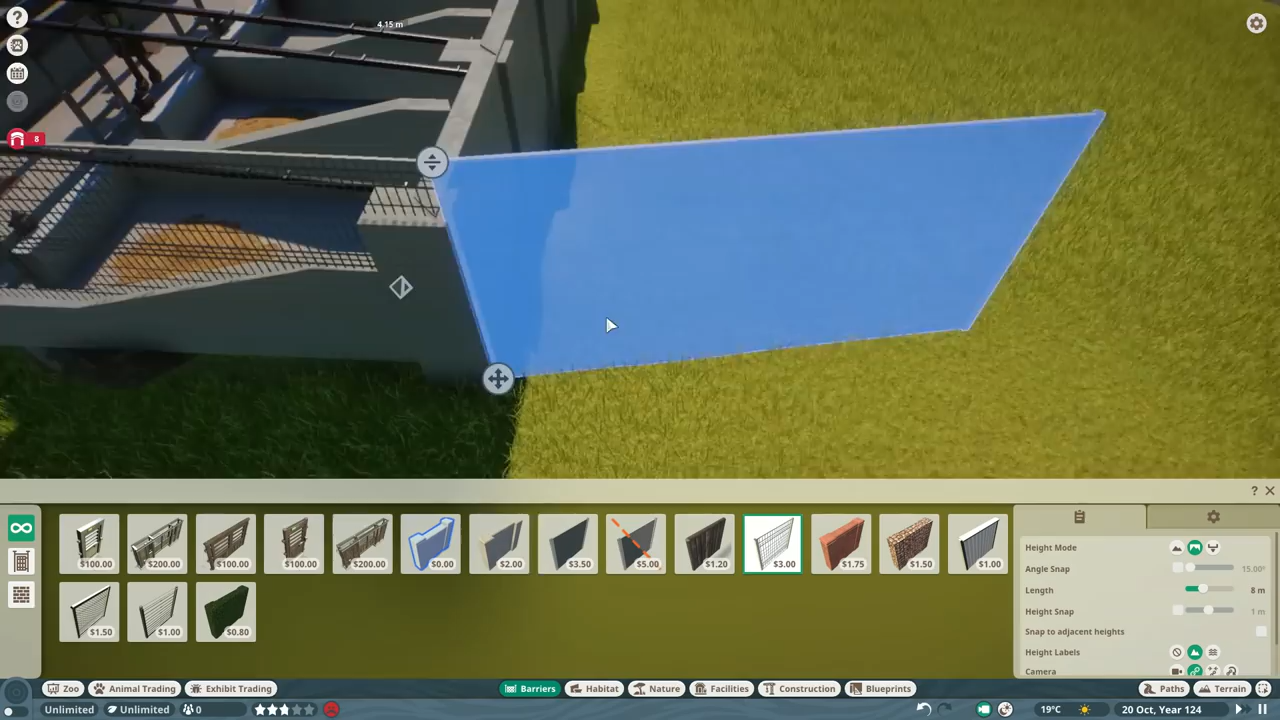 4.15 m
?
8
? ×
$100.00 $200.00 $100.00 $100.00 $200.00 $0.00 $2.00 $3.50 $5.00 $1.20 $3.00 $1.75 $1.50 $1.00
$1.50 $1.00 $0.80
Height Mode
Angle Snap 15.00°
Length 8 m
Height Snap 1 m
Snap to adjacent heights
Height Labels
Camera
Zoo Animal Trading Exhibit Trading Barriers Habitat Nature Facilities Construction Blueprints Paths Terrain
Unlimited Unlimited 0 19°C 20 Oct, Year 124